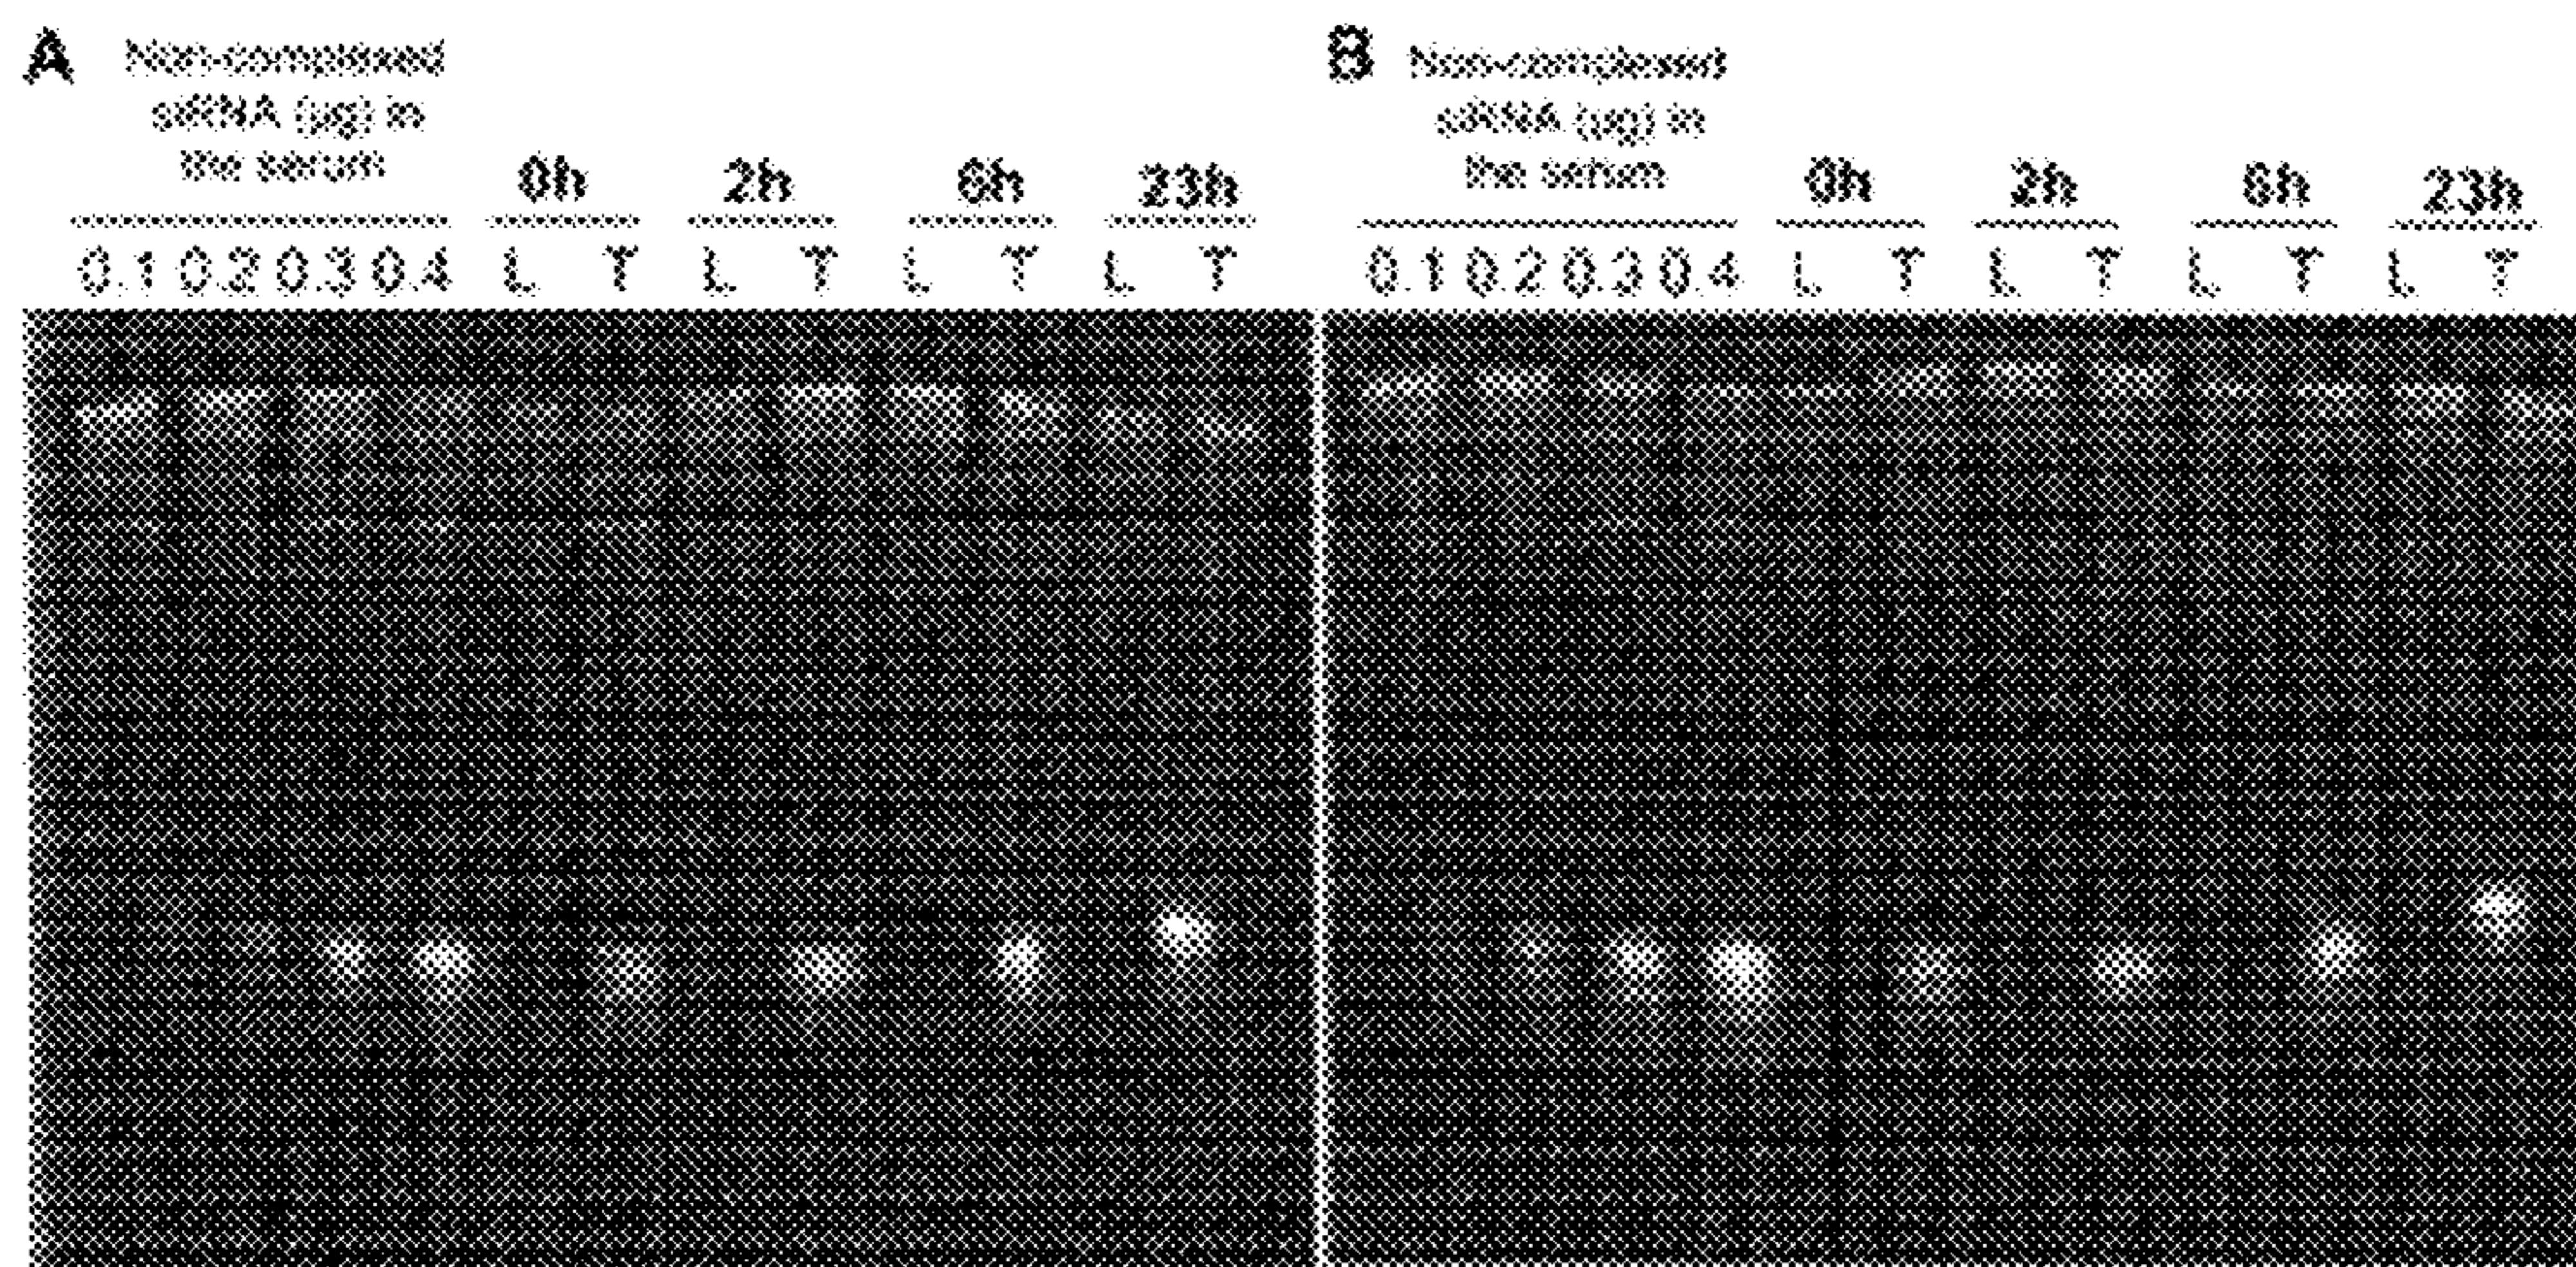 A Non-complexed
siRNA (µg) in
the serum
0h 2h 6h 23h
0.1 0.2 0.3 0.4 L T L T L T L T
B Non-complexed
siRNA (µg) in
the serum
0h 2h 6h 23h
0.1 0.2 0.3 0.4 L T L T L T L T